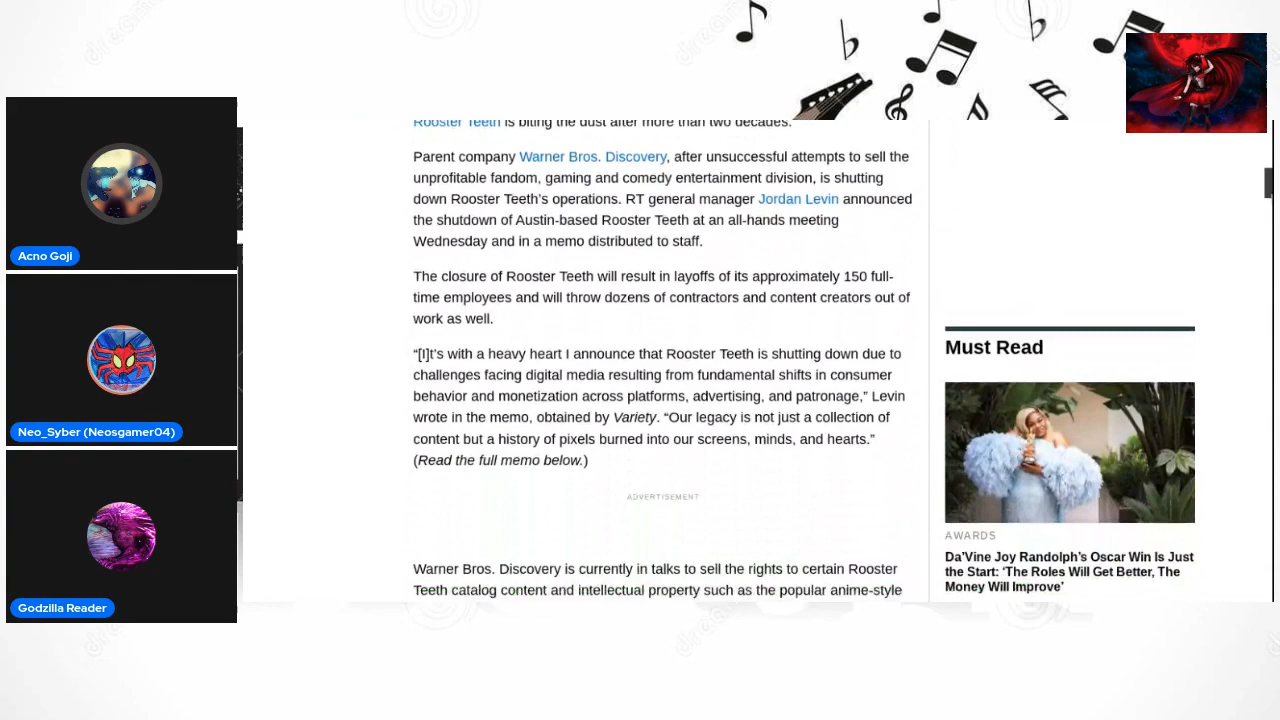 Acno Goji
Neo_Syber (Neosgamer04)
Godzilla Reader
Rooster Teeth is biting the dust after more than two decades.
Parent company Warner Bros. Discovery, after unsuccessful attempts to sell the
unprofitable fandom, gaming and comedy entertainment division, is shutting
down Rooster Teeth’s operations. RT general manager Jordan Levin announced
the shutdown of Austin-based Rooster Teeth at an all-hands meeting
Wednesday and in a memo distributed to staff.
The closure of Rooster Teeth will result in layoffs of its approximately 150 full-
time employees and will throw dozens of contractors and content creators out of
work as well.
“[I]t’s with a heavy heart I announce that Rooster Teeth is shutting down due to
challenges facing digital media resulting from fundamental shifts in consumer
behavior and monetization across platforms, advertising, and patronage,” Levin
wrote in the memo, obtained by Variety. “Our legacy is not just a collection of
content but a history of pixels burned into our screens, minds, and hearts.”
(Read the full memo below.)
ADVERTISEMENT
Warner Bros. Discovery is currently in talks to sell the rights to certain Rooster
Teeth catalog content and intellectual property such as the popular anime-style
Must Read
AWARDS
Da’Vine Joy Randolph’s Oscar Win Is Just
the Start: ‘The Roles Will Get Better, The
Money Will Improve’